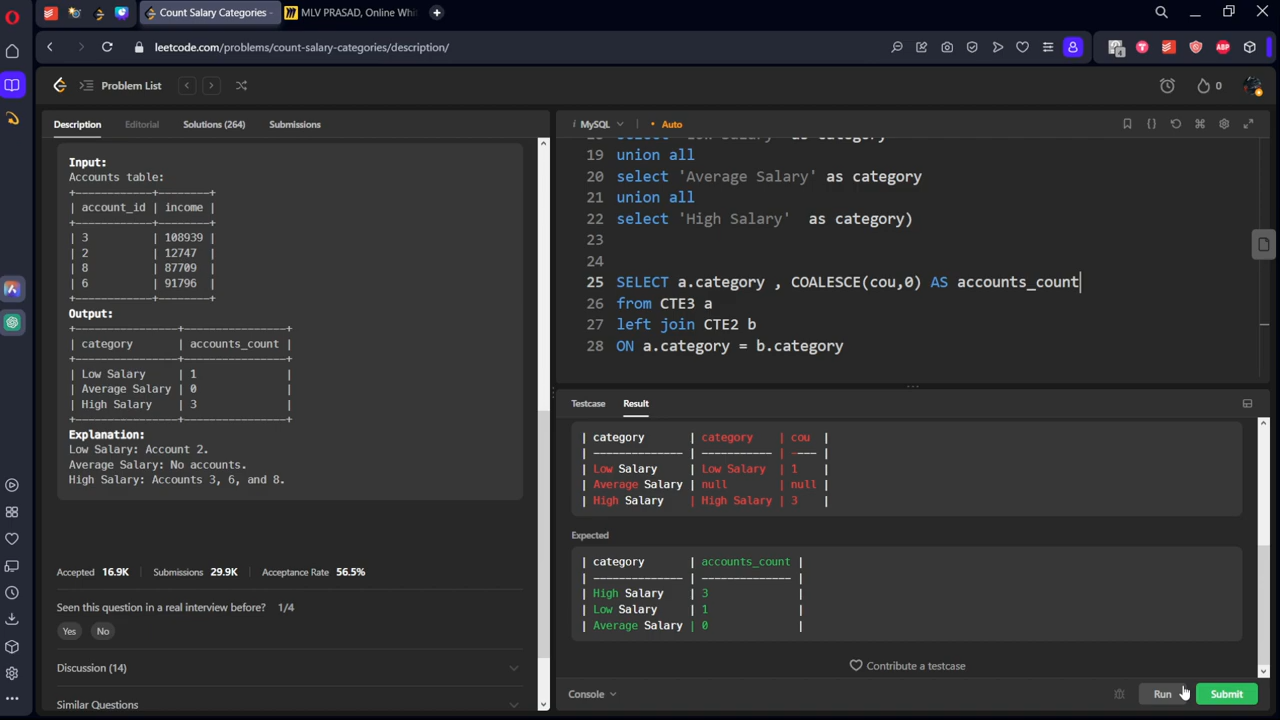 Count Salary Categories -
MLV PRASAD, Online Whit
leetcode.com/problems/count-salary-categories/description/
Problem List
0
Description
Editorial
Solutions (264)
Submissions
MySQL
Auto
Input:
Accounts table:
+------------+--------+
| account_id | income |
+------------+--------+
| 3 | 108939 |
| 2 | 12747 |
| 8 | 87709 |
| 6 | 91796 |
+------------+--------+
Output:
+----------------+----------------+
| category | accounts_count |
+----------------+----------------+
| Low Salary | 1 |
| Average Salary | 0 |
| High Salary | 3 |
+----------------+----------------+
Explanation:
Low Salary: Account 2.
Average Salary: No accounts.
High Salary: Accounts 3, 6, and 8.
Accepted 16.9K
Submissions 29.9K
Acceptance Rate 56.5%
Seen this question in a real interview before? 1/4
Yes
No
Discussion (14)
Similar Questions
19 union all
20 select 'Average Salary' as category
21 union all
22 select 'High Salary' as category)
23
24
25 SELECT a.category , COALESCE(cou,0) AS accounts_count
26 from CTE3 a
27 left join CTE2 b
28 ON a.category = b.category
Testcase
Result
| category | category | cou |
| -------------- | ----------- | ---- |
| Low Salary | Low Salary | 1 |
| Average Salary | null | null |
| High Salary | High Salary | 3 |
Expected
| category | accounts_count |
| -------------- | -------------- |
| High Salary | 3 |
| Low Salary | 1 |
| Average Salary | 0 |
Contribute a testcase
Console
Run
Submit